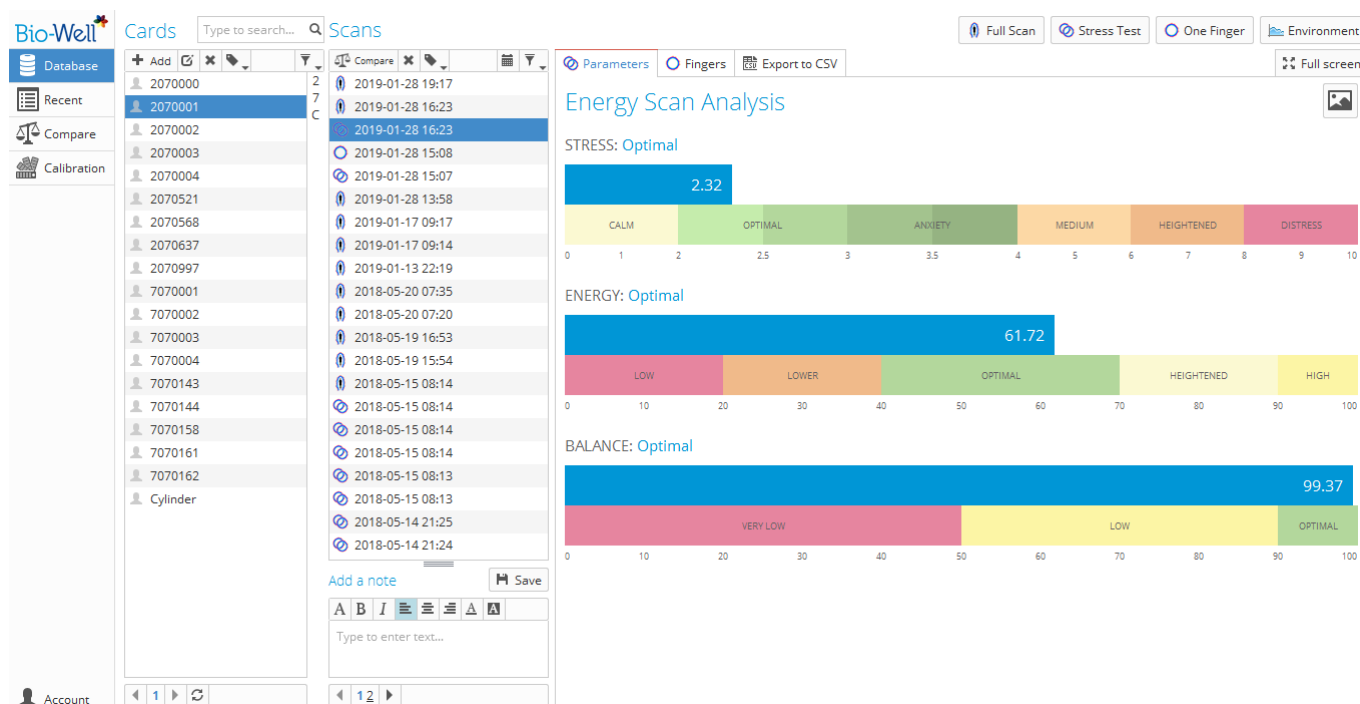 Bio-Well
Database
Recent
Compare
Calibration
Account
Cards
Type to search...
Add
2070000
2070001
2070002
2070003
2070004
2070521
2070568
2070637
2070997
7070001
7070002
7070003
7070004
7070143
7070144
7070158
7070161
7070162
Cylinder
2
7
C
1
Scans
Compare
2019-01-28 19:17
2019-01-28 16:23
2019-01-28 16:23
2019-01-28 15:08
2019-01-28 15:07
2019-01-28 13:58
2019-01-17 09:17
2019-01-17 09:14
2019-01-13 22:19
2018-05-20 07:35
2018-05-20 07:20
2018-05-19 16:53
2018-05-19 15:54
2018-05-15 08:14
2018-05-15 08:14
2018-05-15 08:14
2018-05-15 08:14
2018-05-15 08:13
2018-05-15 08:13
2018-05-14 21:25
2018-05-14 21:24
Add a note Save
A B I A A
Type to enter text...
1 2
Full Scan Stress Test One Finger Environment
Parameters Fingers CSV Export to CSV Full screen
Energy Scan Analysis
STRESS: Optimal
2.32
CALM OPTIMAL ANXIETY MEDIUM HEIGHTENED DISTRESS
0 1 2 2.5 3 3.5 4 5 6 7 8 9 10
ENERGY: Optimal
61.72
LOW LOWER OPTIMAL HEIGHTENED HIGH
0 10 20 30 40 50 60 70 80 90 100
BALANCE: Optimal
99.37
VERY LOW LOW OPTIMAL
0 10 20 30 40 50 60 70 80 90 100